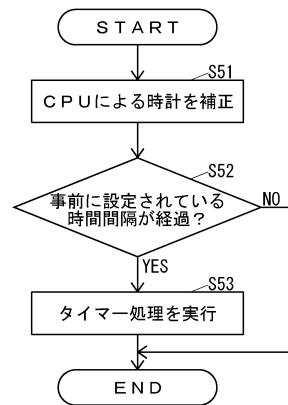 ＳＴＡＲＴ
S51
ＣＰＵによる時計を補正
S52
事前に設定されている
時間間隔が経過？
NO
YES
S53
タイマー処理を実行
ＥＮＤ